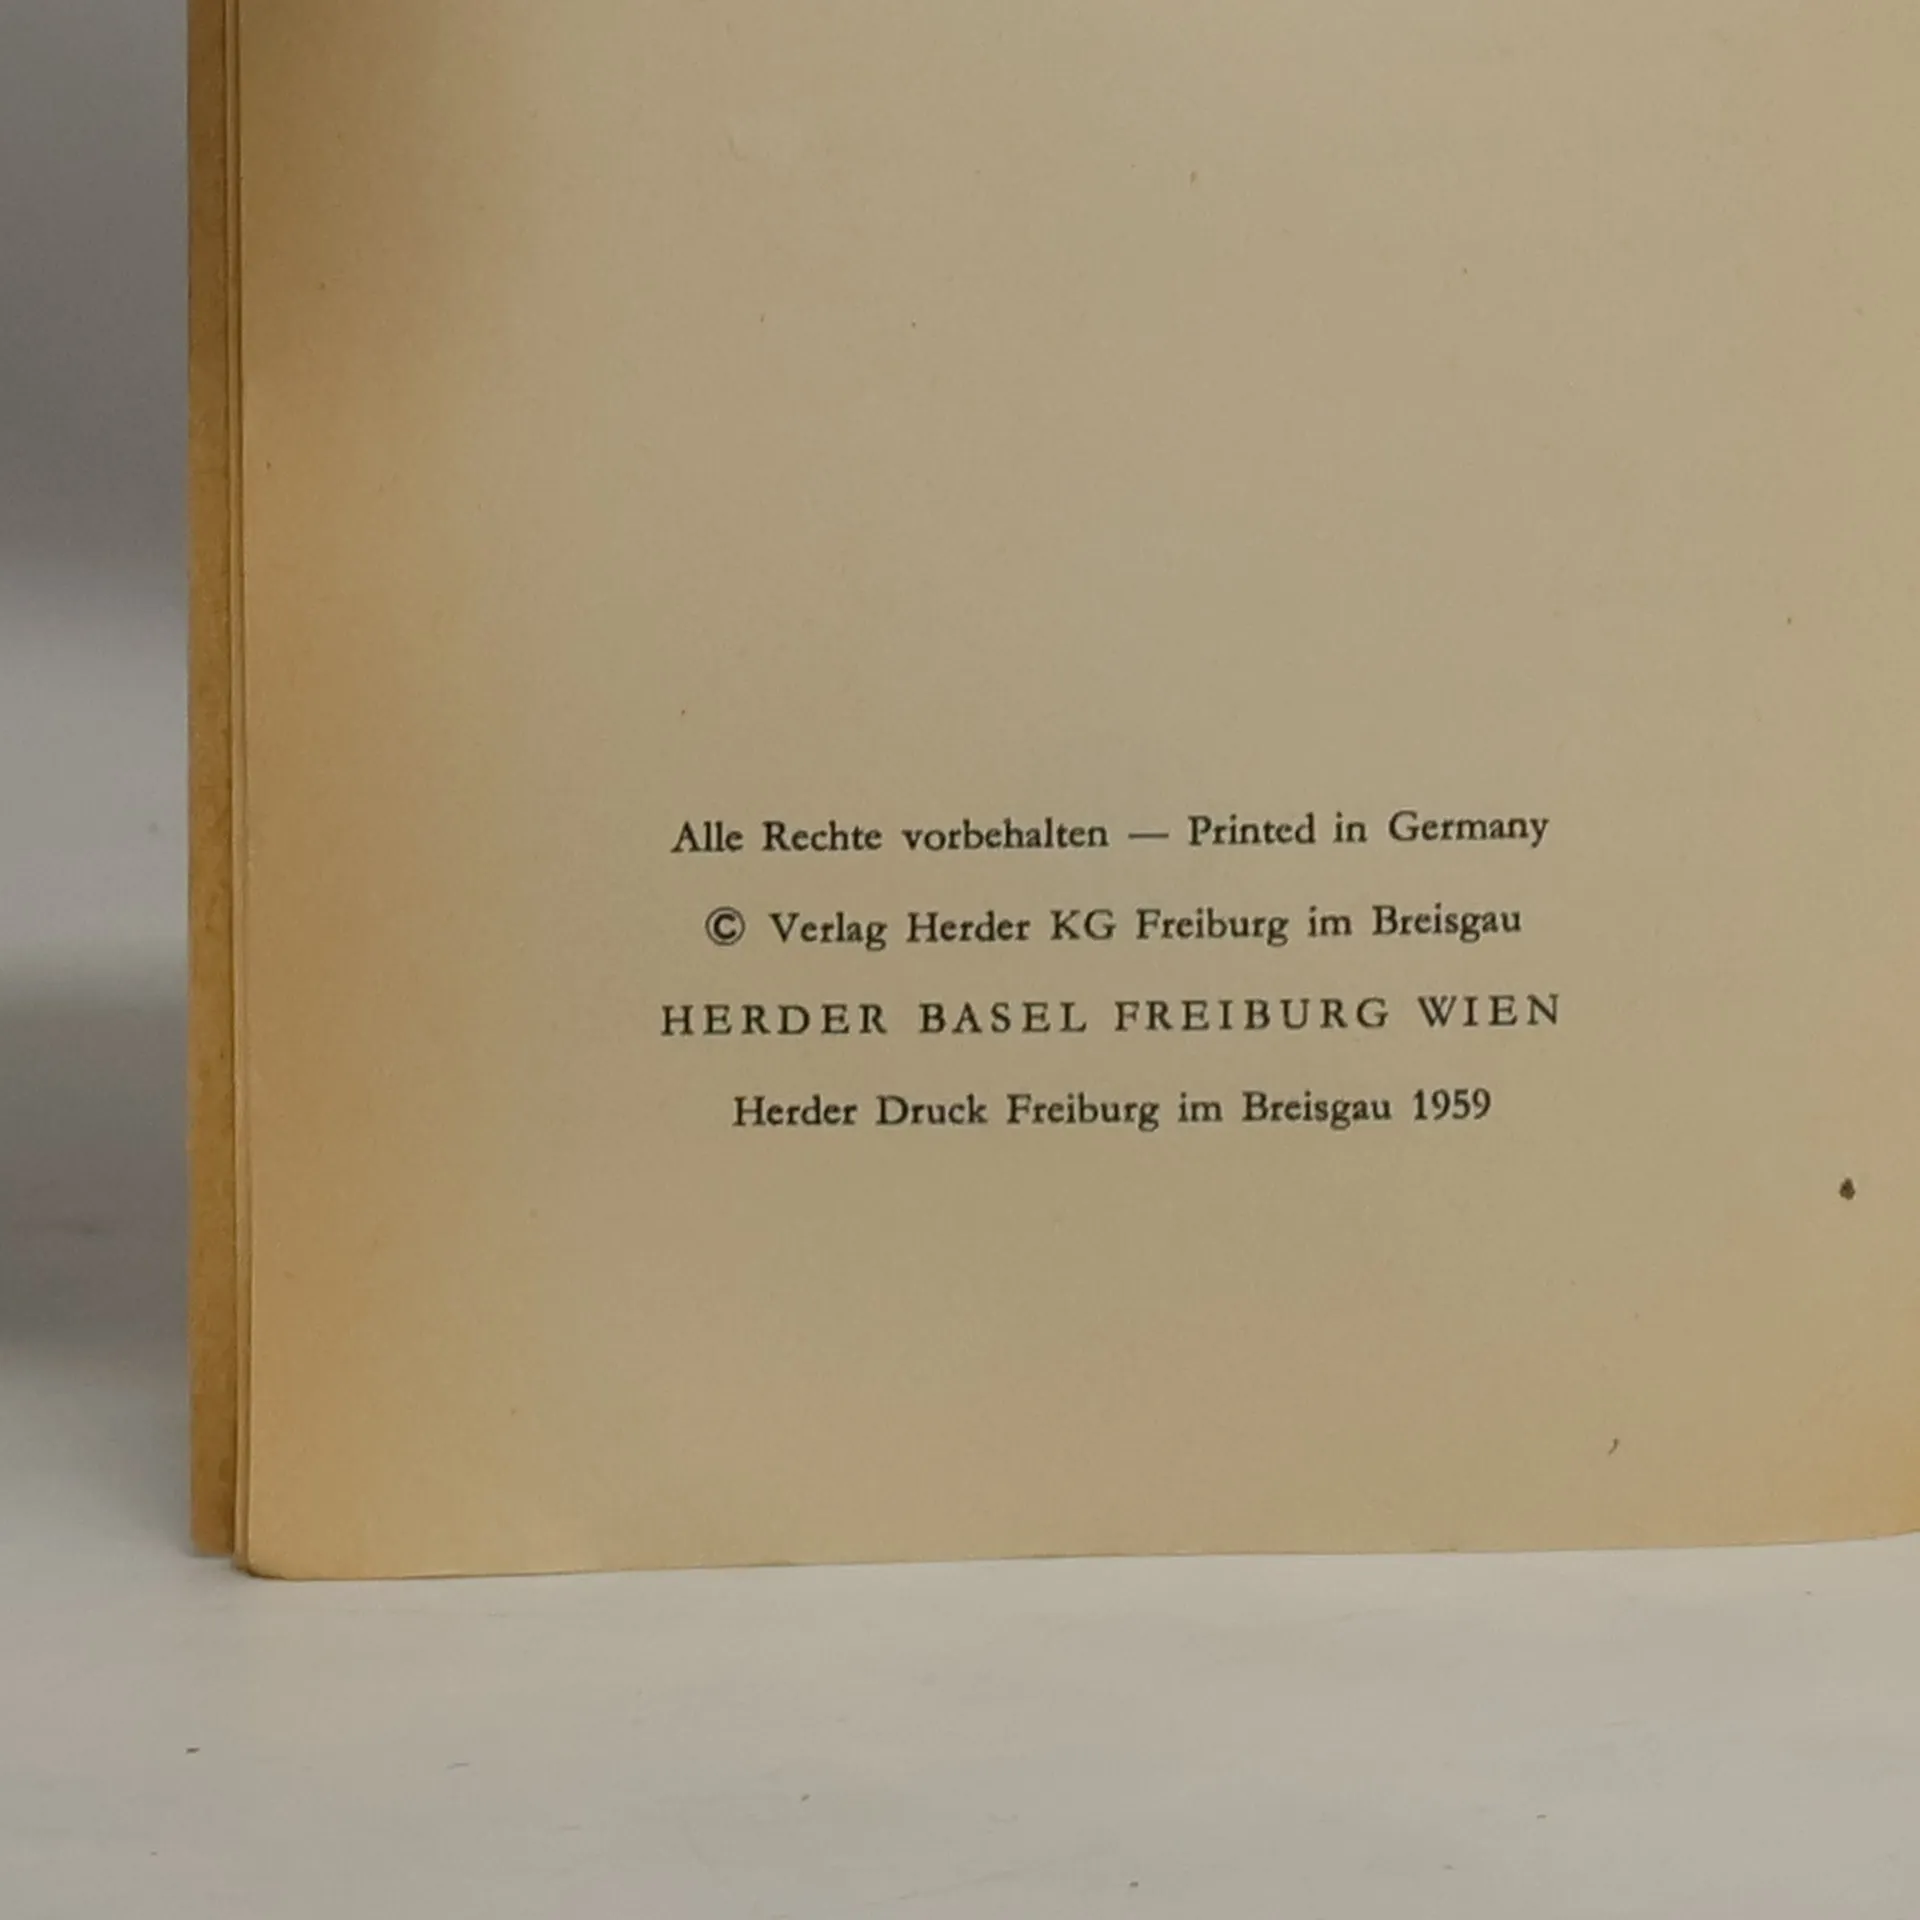 Alle Rechte vorbehalten — Printed in Germany
© Verlag Herder KG Freiburg im Breisgau
HERDER BASEL FREIBURG WIEN
Herder Druck Freiburg im Breisgau 1959